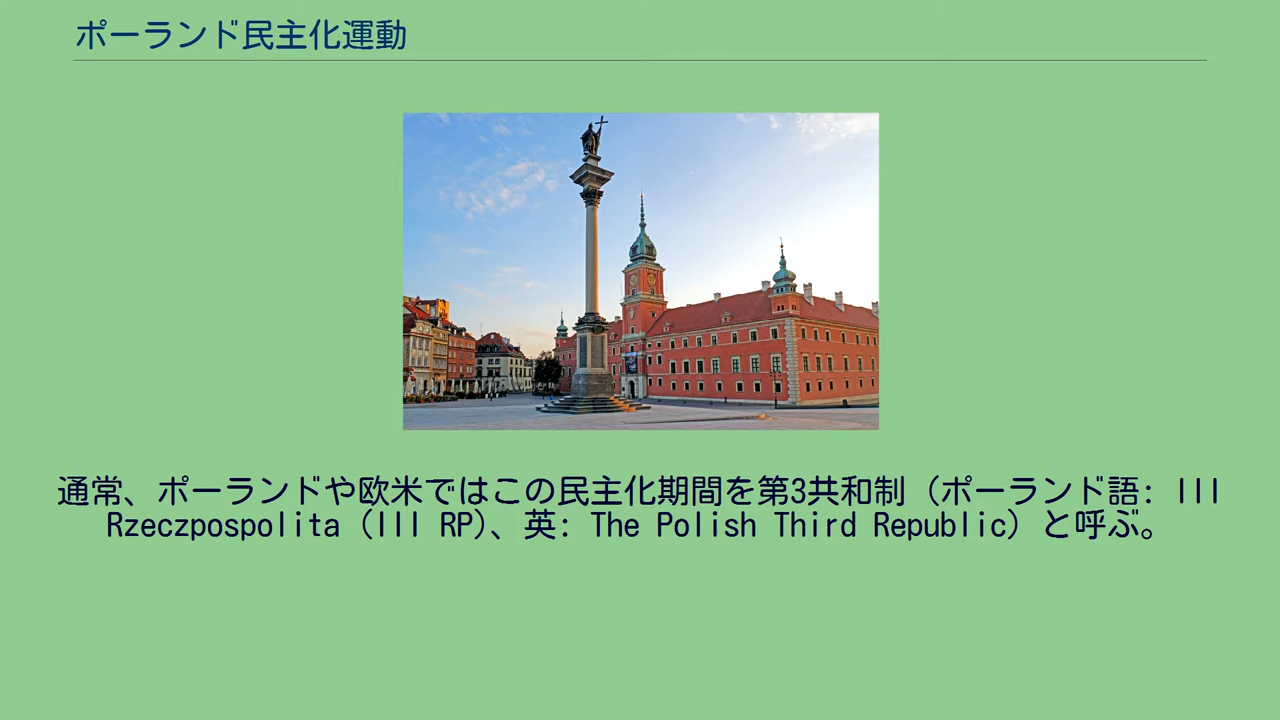 ポーランド民主化運動
通常、ポーランドや欧米ではこの民主化期間を第3共和制（ポーランド語: III
Rzeczpospolita (III RP)、英: The Polish Third Republic）と呼ぶ。